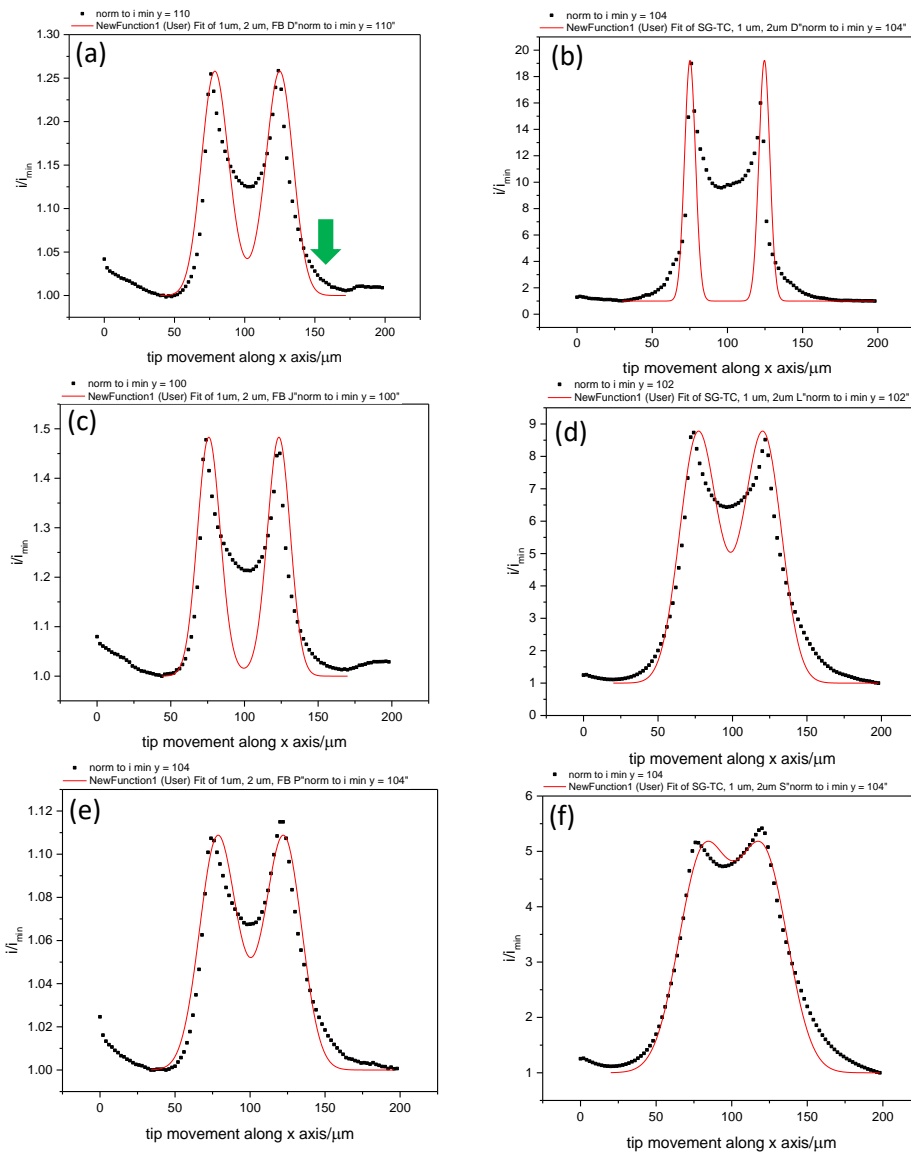 norm to i min y = 110
NewFunction1 (User) Fit of 1um, 2 um, FB D"norm to i min y = 110"
(a)
1.30
1.25
1.20
1.15
1.10
1.05
1.00
i/imin
0 50 100 150 200
tip movement along x axis/μm
norm to i min y = 104
NewFunction1 (User) Fit of SG-TC, 1 um, 2um D"norm to i min y = 104"
(b)
20
18
16
14
12
10
8
6
4
2
0
i/imin
0 50 100 150 200
tip movement along x axis/μm
norm to i min y = 100
NewFunction1 (User) Fit of 1um, 2 um, FB J"norm to i min y = 100"
(c)
1.5
1.4
1.3
1.2
1.1
1.0
i/imin
0 50 100 150 200
tip movement along x axis/μm
norm to i min y = 102
NewFunction1 (User) Fit of SG-TC, 1 um, 2um L"norm to i min y = 102"
(d)
9
8
7
6
5
4
3
2
1
0
i/imin
0 50 100 150 200
tip movement along x axis/μm
norm to i min y = 104
NewFunction1 (User) Fit of 1um, 2 um, FB P"norm to i min y = 104"
(e)
1.12
1.10
1.08
1.06
1.04
1.02
1.00
i/imin
0 50 100 150 200
tip movement along x axis/μm
norm to i min y = 104
NewFunction1 (User) Fit of SG-TC, 1 um, 2um S"norm to i min y = 104"
(f)
6
5
4
3
2
1
i/imin
0 50 100 150 200
tip movement along x axis/μm